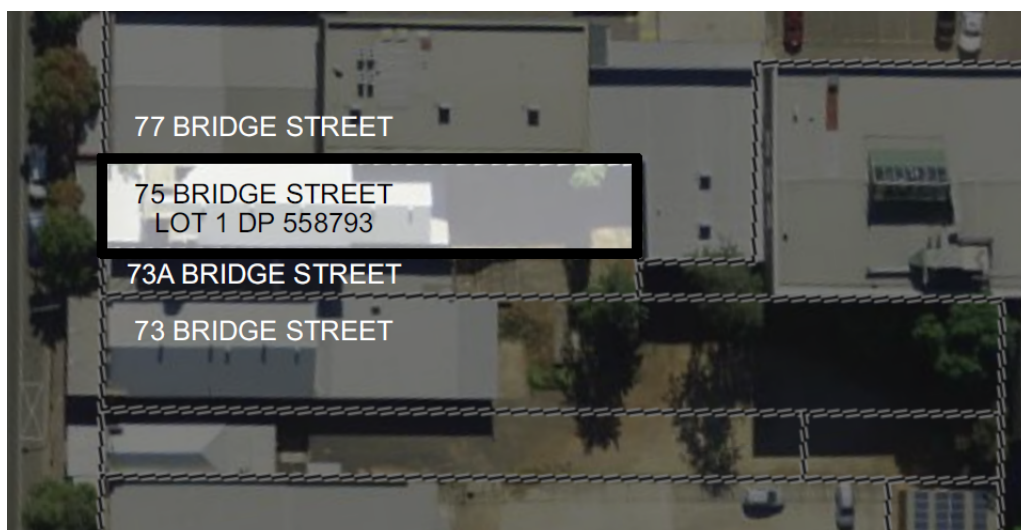 77 BRIDGE STREET
75 BRIDGE STREET
LOT 1 DP 558793
73A BRIDGE STREET
73 BRIDGE STREET